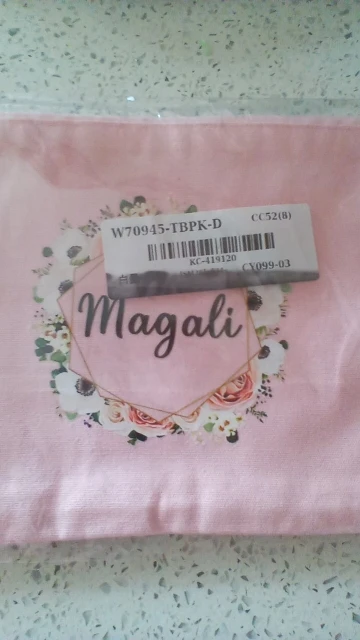 W70945-TBPK-D
CC52(8)
KC-419120
CY099-03
Magali